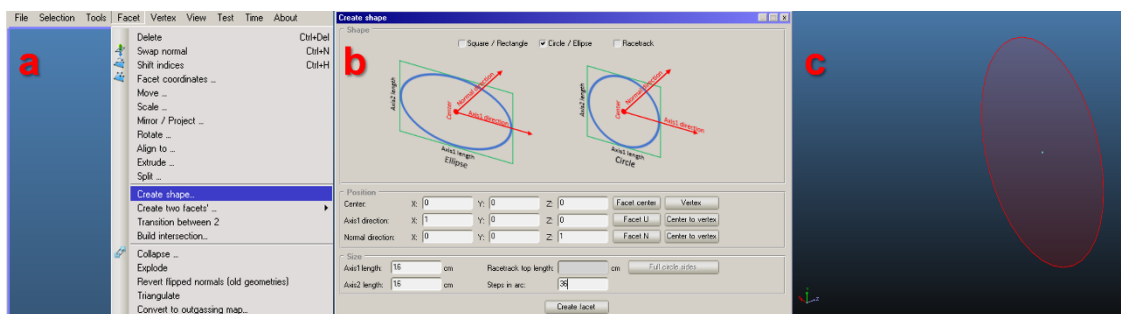 File Selection Tools Facet Vertex View Test Time About
a
Delete Ctrl+Del
Swap normal Ctrl+N
Shift indices Ctrl+H
Facet coordinates ...
Move ...
Scale ...
Mirror / Project ...
Rotate ...
Align to ...
Extrude ...
Split ...
Create shape...
Create two facets' ...
Transition between 2
Build intersection...
Collapse ...
Explode
Revert flipped normals (old geometries)
Triangulate
Convert to outgassing map...
Create shape
b
Shape
Square / Rectangle Circle / Ellipse Racetrack
Axis2 length
Center
Normal direction
Axis1 direction
Axis1 length
Ellipse
Axis2 length
Center
Normal direction
Axis1 direction
Axis1 length
Circle
Position
Center: X: 0 Y: 0 Z: 0 Facet center Vertex
Axis1 direction: X: 1 Y: 0 Z: 0 Facet U Center to vertex
Normal direction: X: 0 Y: 0 Z: 1 Facet N Center to vertex
Size
Axis1 length: 1.6 cm Racetrack top length: cm Full circle sides
Axis2 length: 1.6 cm Steps in arc: 36
Create facet
c